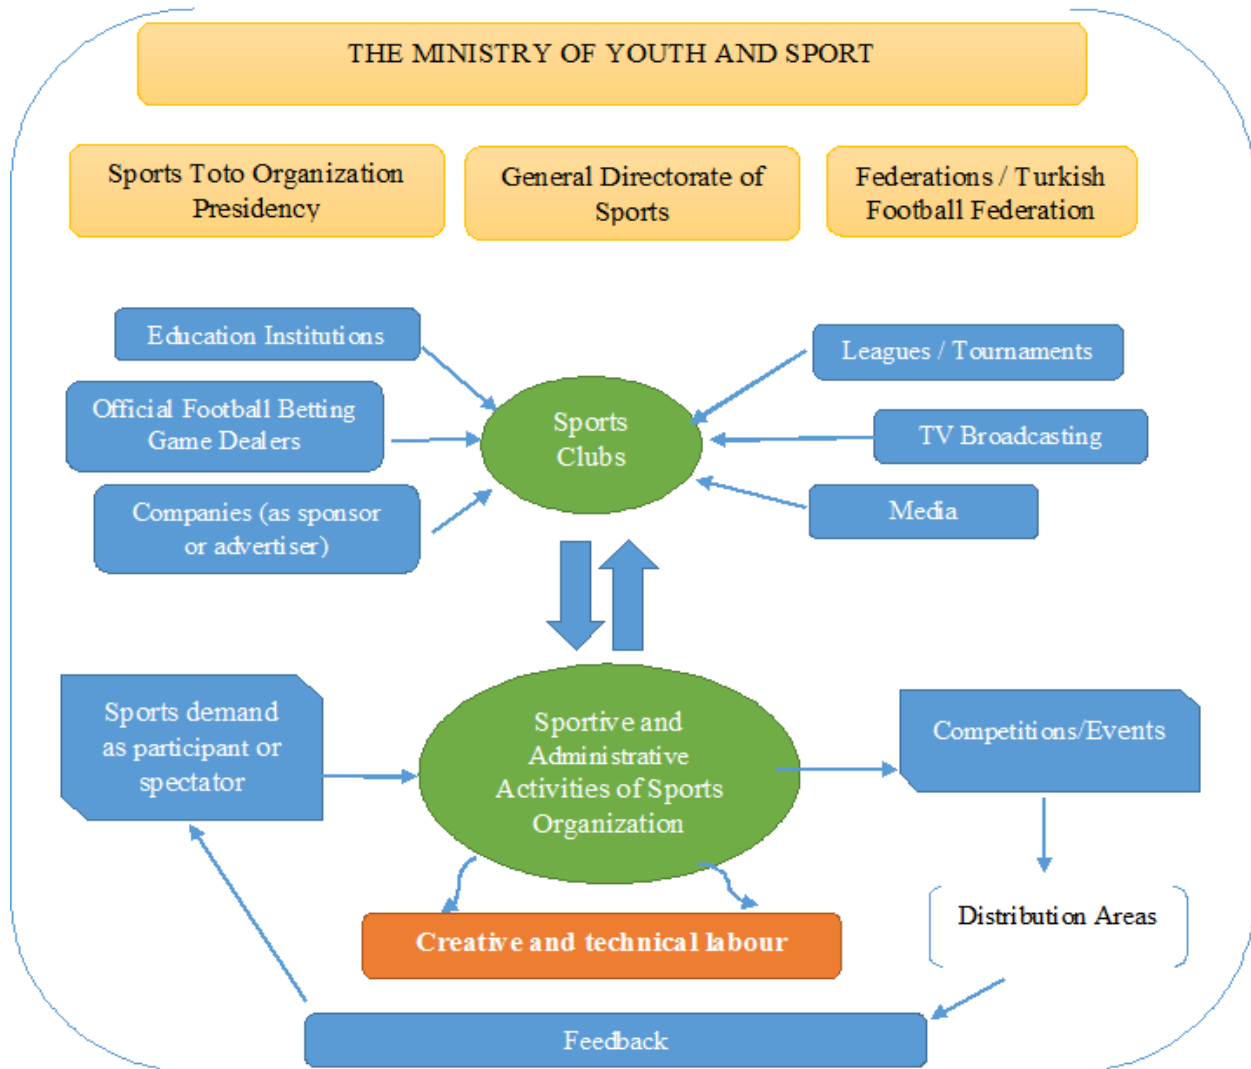 THE MINISTRY OF YOUTH AND SPORT
Sports Toto Organization
Presidency
General Directorate of
Sports
Federations / Turkish
Football Federation
Education Institutions
Official Football Betting
Game Dealers
Companies (as sponsor
or advertiser)
Sports
Clubs
Leagues / Tournaments
TV Broadcasting
Media
Sports demand
as participant or
spectator
Sportive and
Administrative
Activities of Sports
Organization
Competitions/Events
Creative and technical labour
Distribution Areas
Feedback